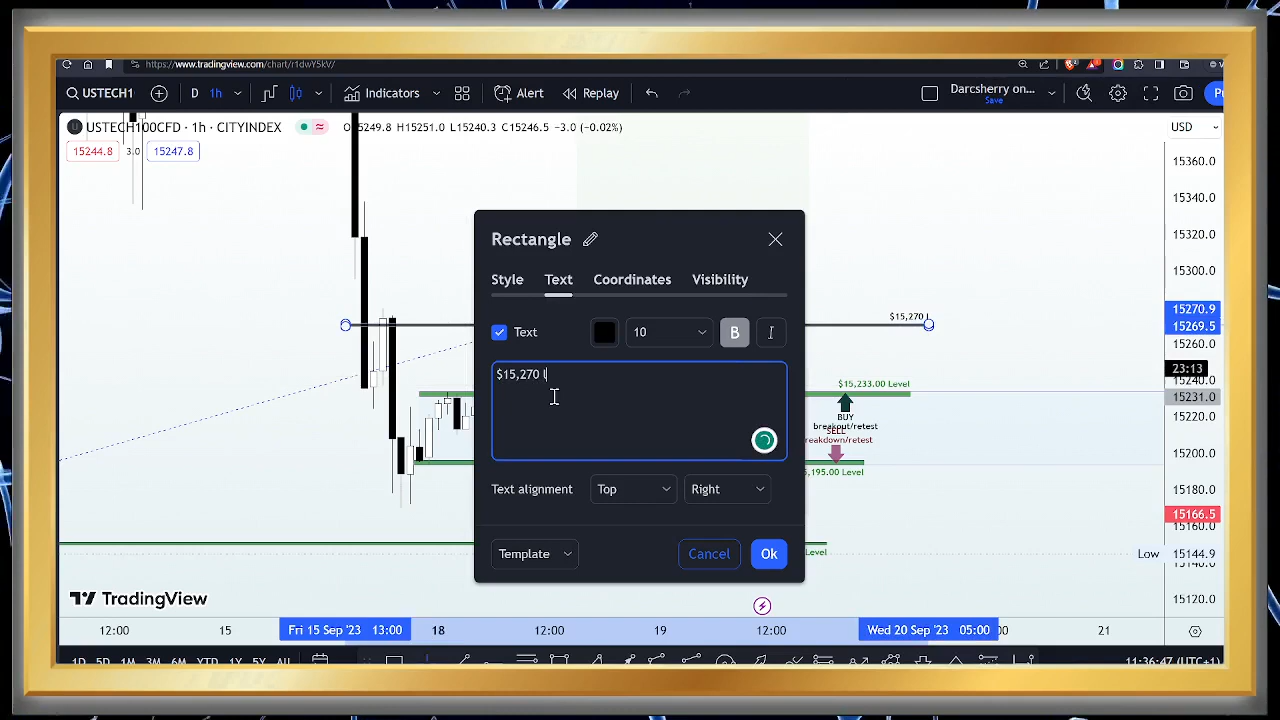 https://www.tradingview.com/chart/r1dwY5kV/
USTECH1 D 1h Indicators Alert Replay Darcsherry on... Save
USTECH100CFD · 1h · CITYINDEX O15249.8 H15251.0 L15240.3 C15246.5 −3.0 (−0.02%) USD
15244.8 3.0 15247.8
15360.0
15340.0
15320.0
15300.0
15270.9
15269.5
15260.0
23:13
15240.0
15231.0
15220.0
15200.0
15180.0
15166.5
15160.0
Low 15144.9
15170.0
Rectangle
Style Text Coordinates Visibility
Text 10 B I
$15,270 l
Text alignment Top Right
Template Cancel Ok
$15,270 l
$15,233.00 Level
BUY
breakout/retest
SELL
Level
TradingView
12:00 15 Fri 15 Sep '23 13:00 18 12:00 19 12:00 Wed 20 Sep '23 05:00 21
1D 5D 1M 3M 6M YTD 1Y 5Y All 11:36:47 (UTC+1)